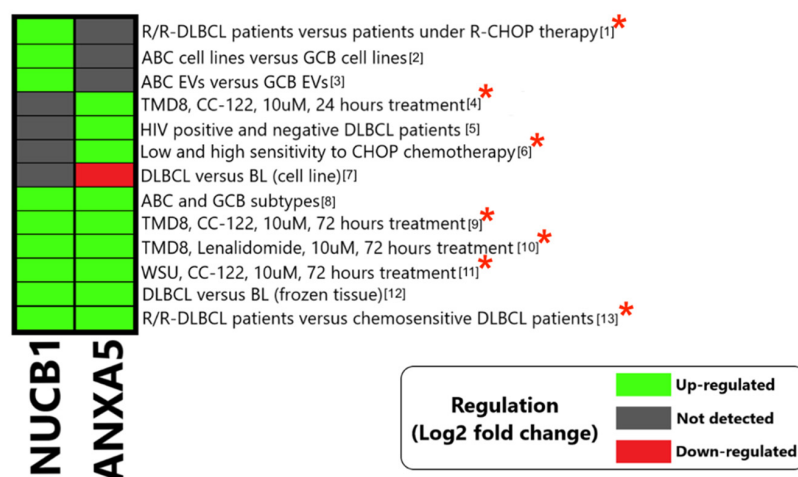 R/R-DLBCL patients versus patients under R-CHOP therapy[1]*
ABC cell lines versus GCB cell lines[2]
ABC EVs versus GCB EVs[3]
TMD8, CC-122, 10uM, 24 hours treatment[4]*
HIV positive and negative DLBCL patients [5]
Low and high sensitivity to CHOP chemotherapy[6]*
DLBCL versus BL (cell line)[7]
ABC and GCB subtypes[8]
TMD8, CC-122, 10uM, 72 hours treatment[9]*
TMD8, Lenalidomide, 10uM, 72 hours treatment [10]*
WSU, CC-122, 10uM, 72 hours treatment[11]*
DLBCL versus BL (frozen tissue)[12]
R/R-DLBCL patients versus chemosensitive DLBCL patients[13]*
NUCB1
ANXA5
Regulation
(Log2 fold change)
Up-regulated
Not detected
Down-regulated